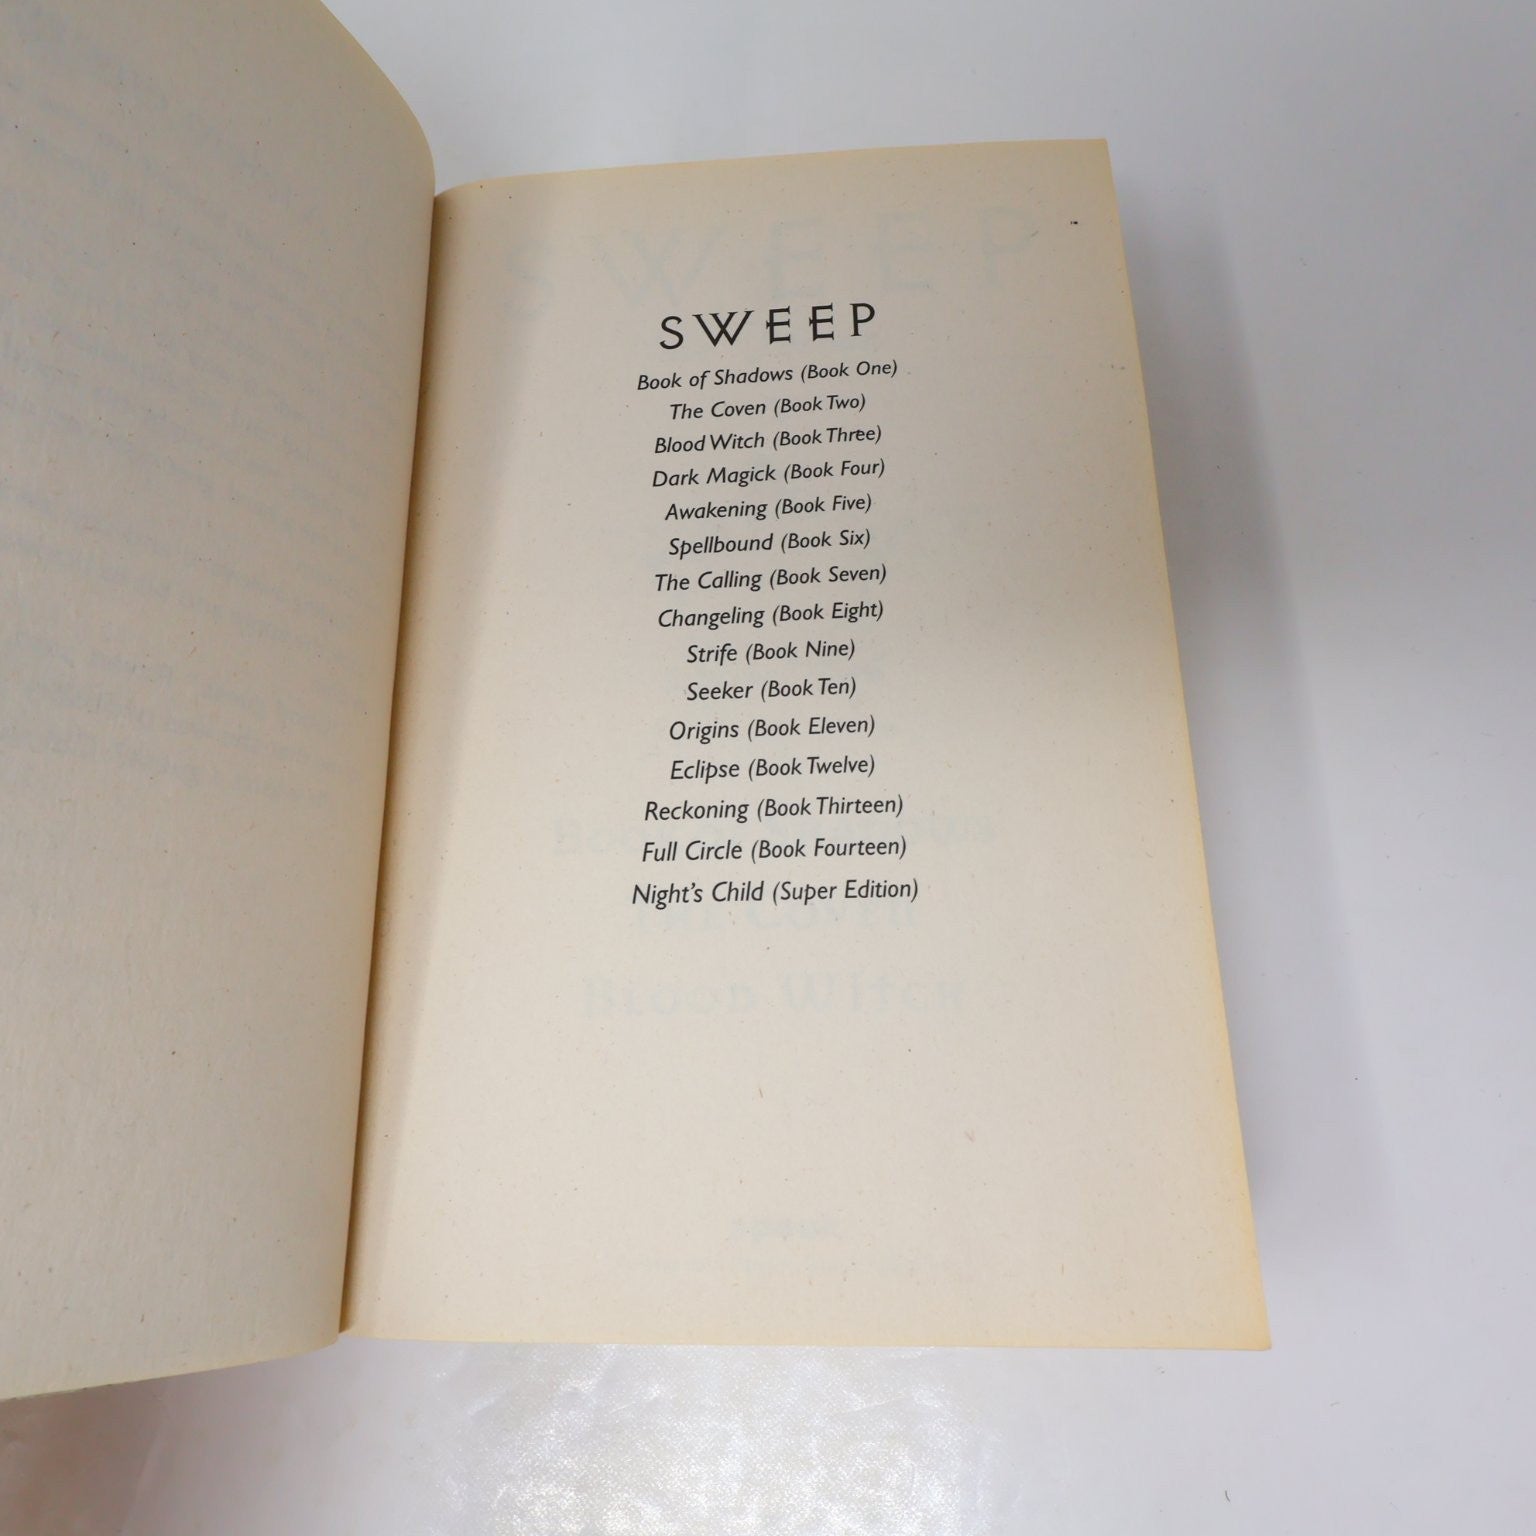 SWEEP
Book of Shadows (Book One)
The Coven (Book Two)
Blood Witch (Book Three)
Dark Magick (Book Four)
Awakening (Book Five)
Spellbound (Book Six)
The Calling (Book Seven)
Changeling (Book Eight)
Strife (Book Nine)
Seeker (Book Ten)
Origins (Book Eleven)
Eclipse (Book Twelve)
Reckoning (Book Thirteen)
Full Circle (Book Fourteen)
Night's Child (Super Edition)